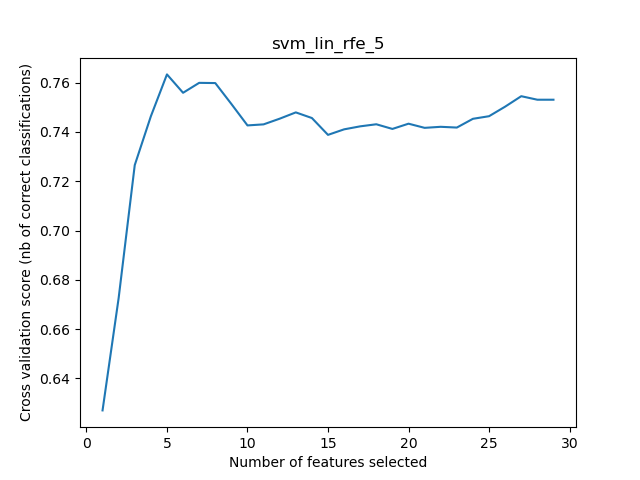 svm_lin_rfe_5
Cross validation score (nb of correct classifications)
0.76
0.74
0.72
0.70
0.68
0.66
0.64
0 5 10 15 20 25 30
Number of features selected